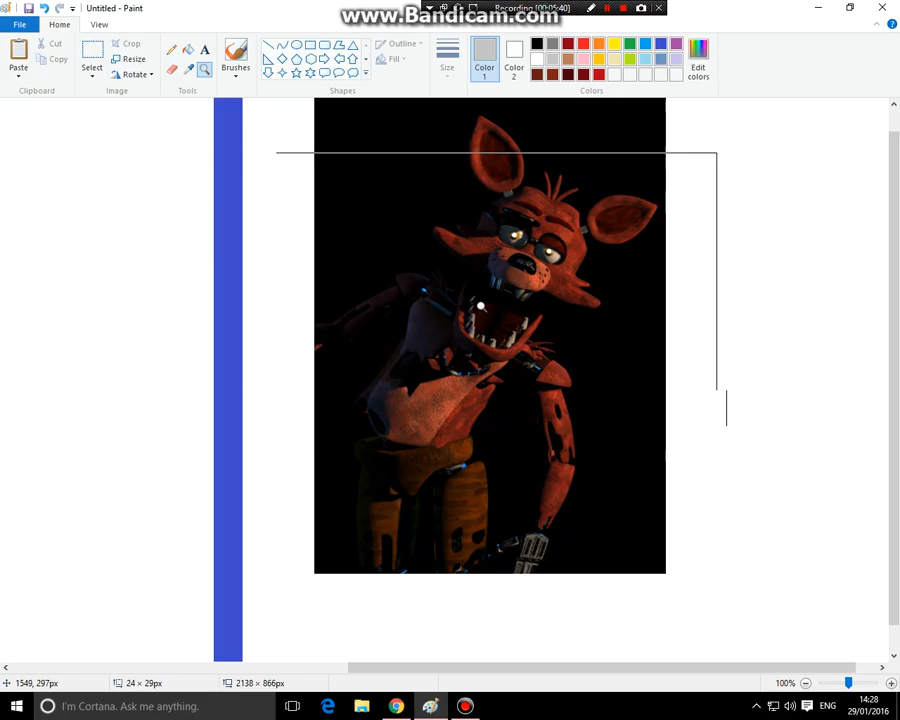 www.Bandicam.com
Recording [00:05:40]
Untitled - Paint
File
Home
View
Paste
Cut
Copy
Clipboard
Select
Crop
Resize
Rotate
Image
A
Tools
Brushes
Shapes
Outline
Fill
Size
Color 1
Color 2
Edit colors
Colors
1549, 297px
24 × 29px
2138 × 866px
100%
I'm Cortana. Ask me anything.
ENG
14:28
29/01/2016